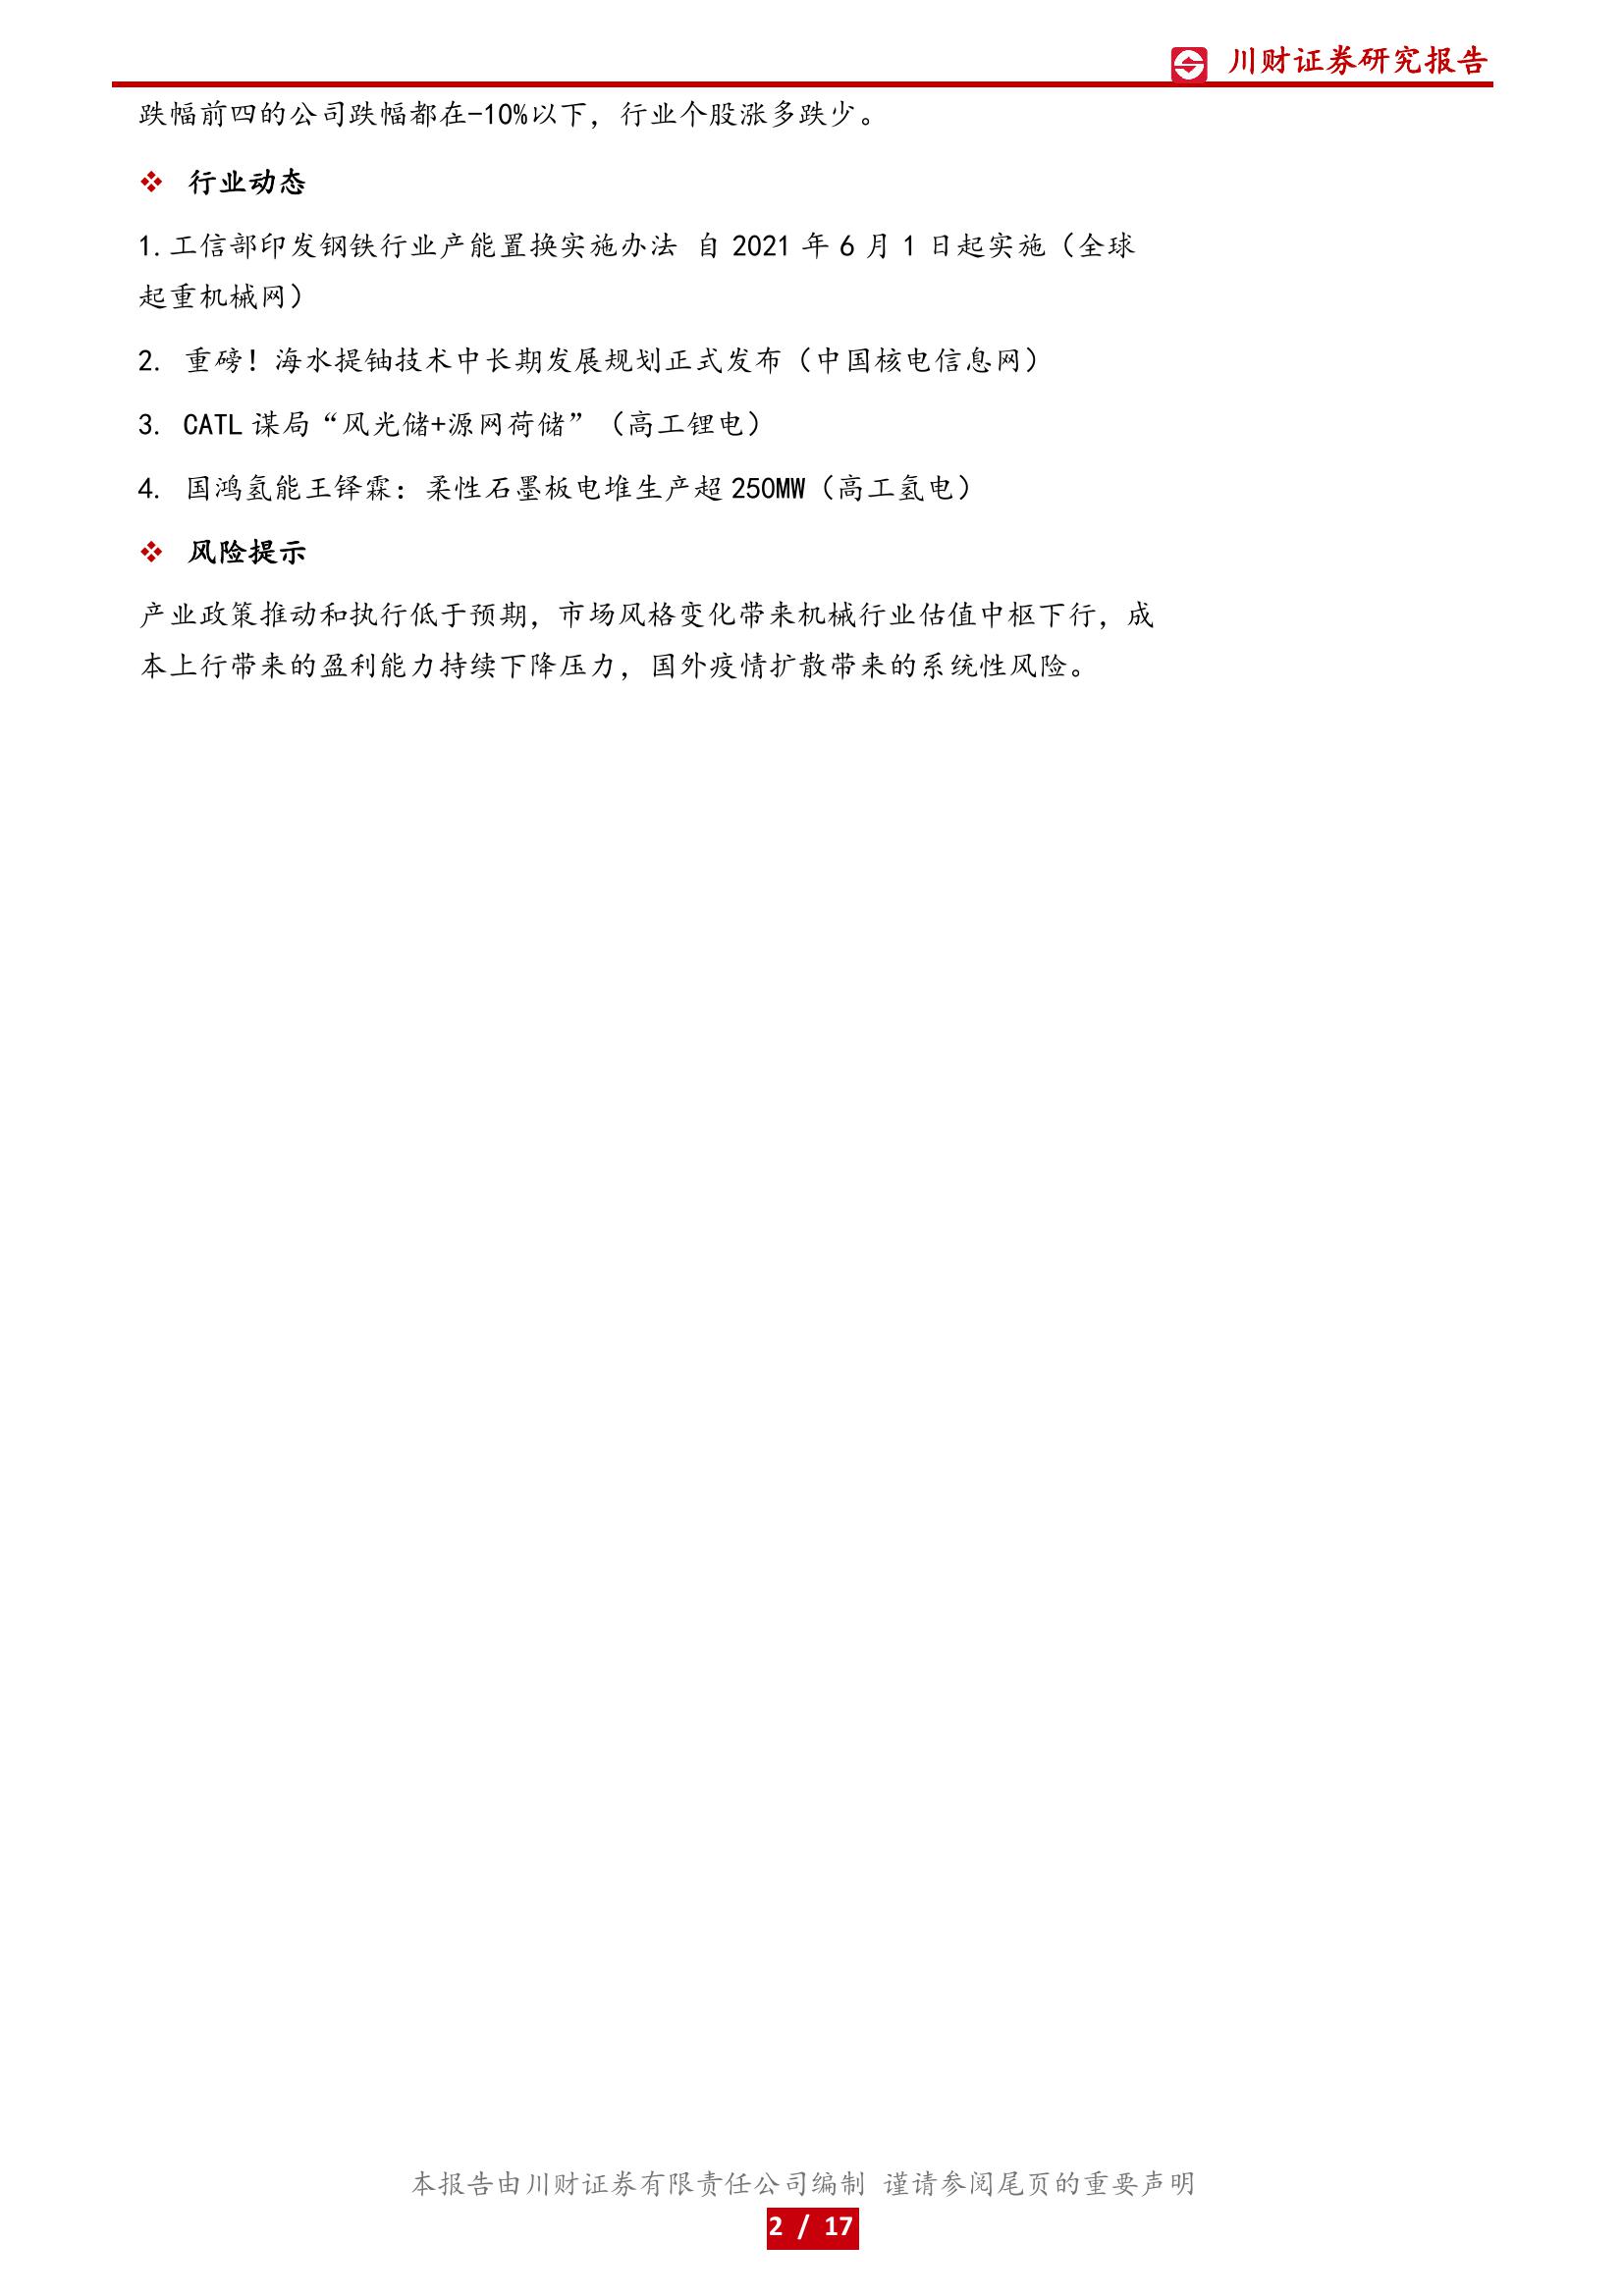 川财证券研究报告
跌幅前四的公司跌幅都在-10%以下，行业个股涨多跌少。
❖ 行业动态
1.工信部印发钢铁行业产能置换实施办法 自 2021 年 6 月 1 日起实施（全球
起重机械网）
2. 重磅！海水提铀技术中长期发展规划正式发布（中国核电信息网）
3. CATL 谋局“风光储+源网荷储”（高工锂电）
4. 国鸿氢能王铎霖：柔性石墨板电堆生产超 250MW（高工氢电）
❖ 风险提示
产业政策推动和执行低于预期，市场风格变化带来机械行业估值中枢下行，成
本上行带来的盈利能力持续下降压力，国外疫情扩散带来的系统性风险。
本报告由川财证券有限责任公司编制 谨请参阅尾页的重要声明
2 / 17